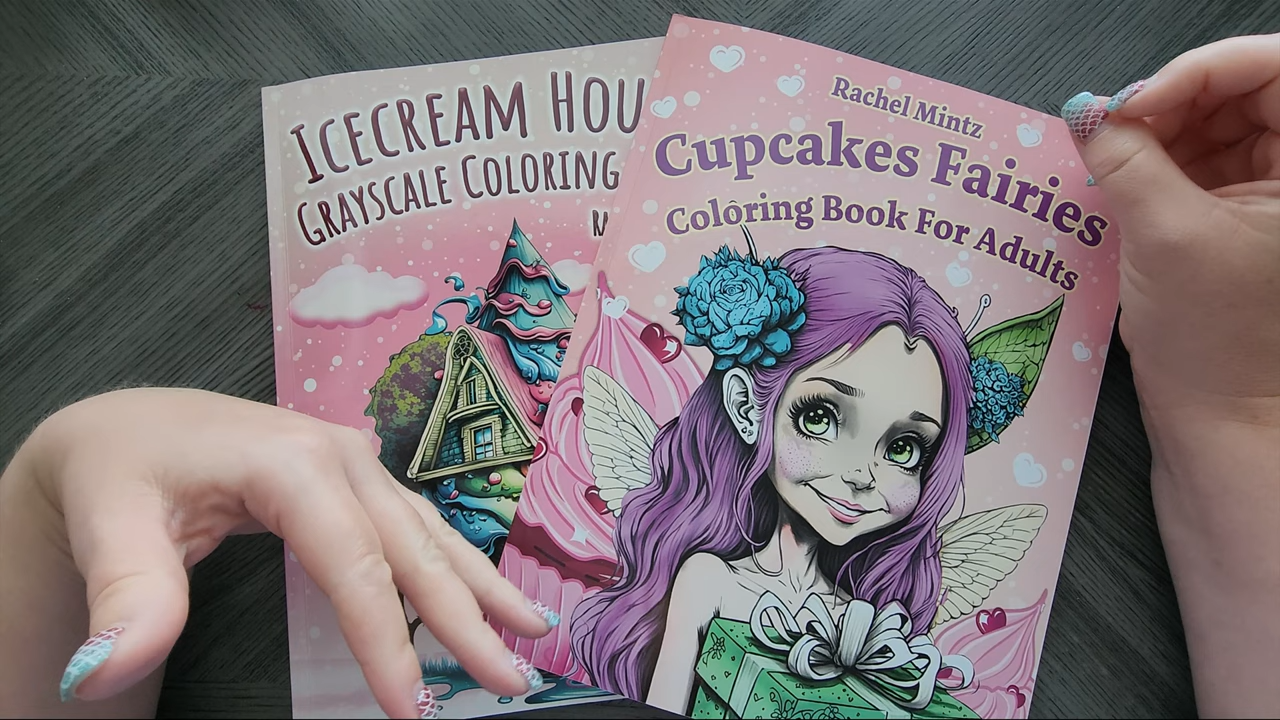 ICECREAM HOU
GRAYSCALE COLORING
Rachel Mintz
Cupcakes Fairies
Coloring Book For Adults